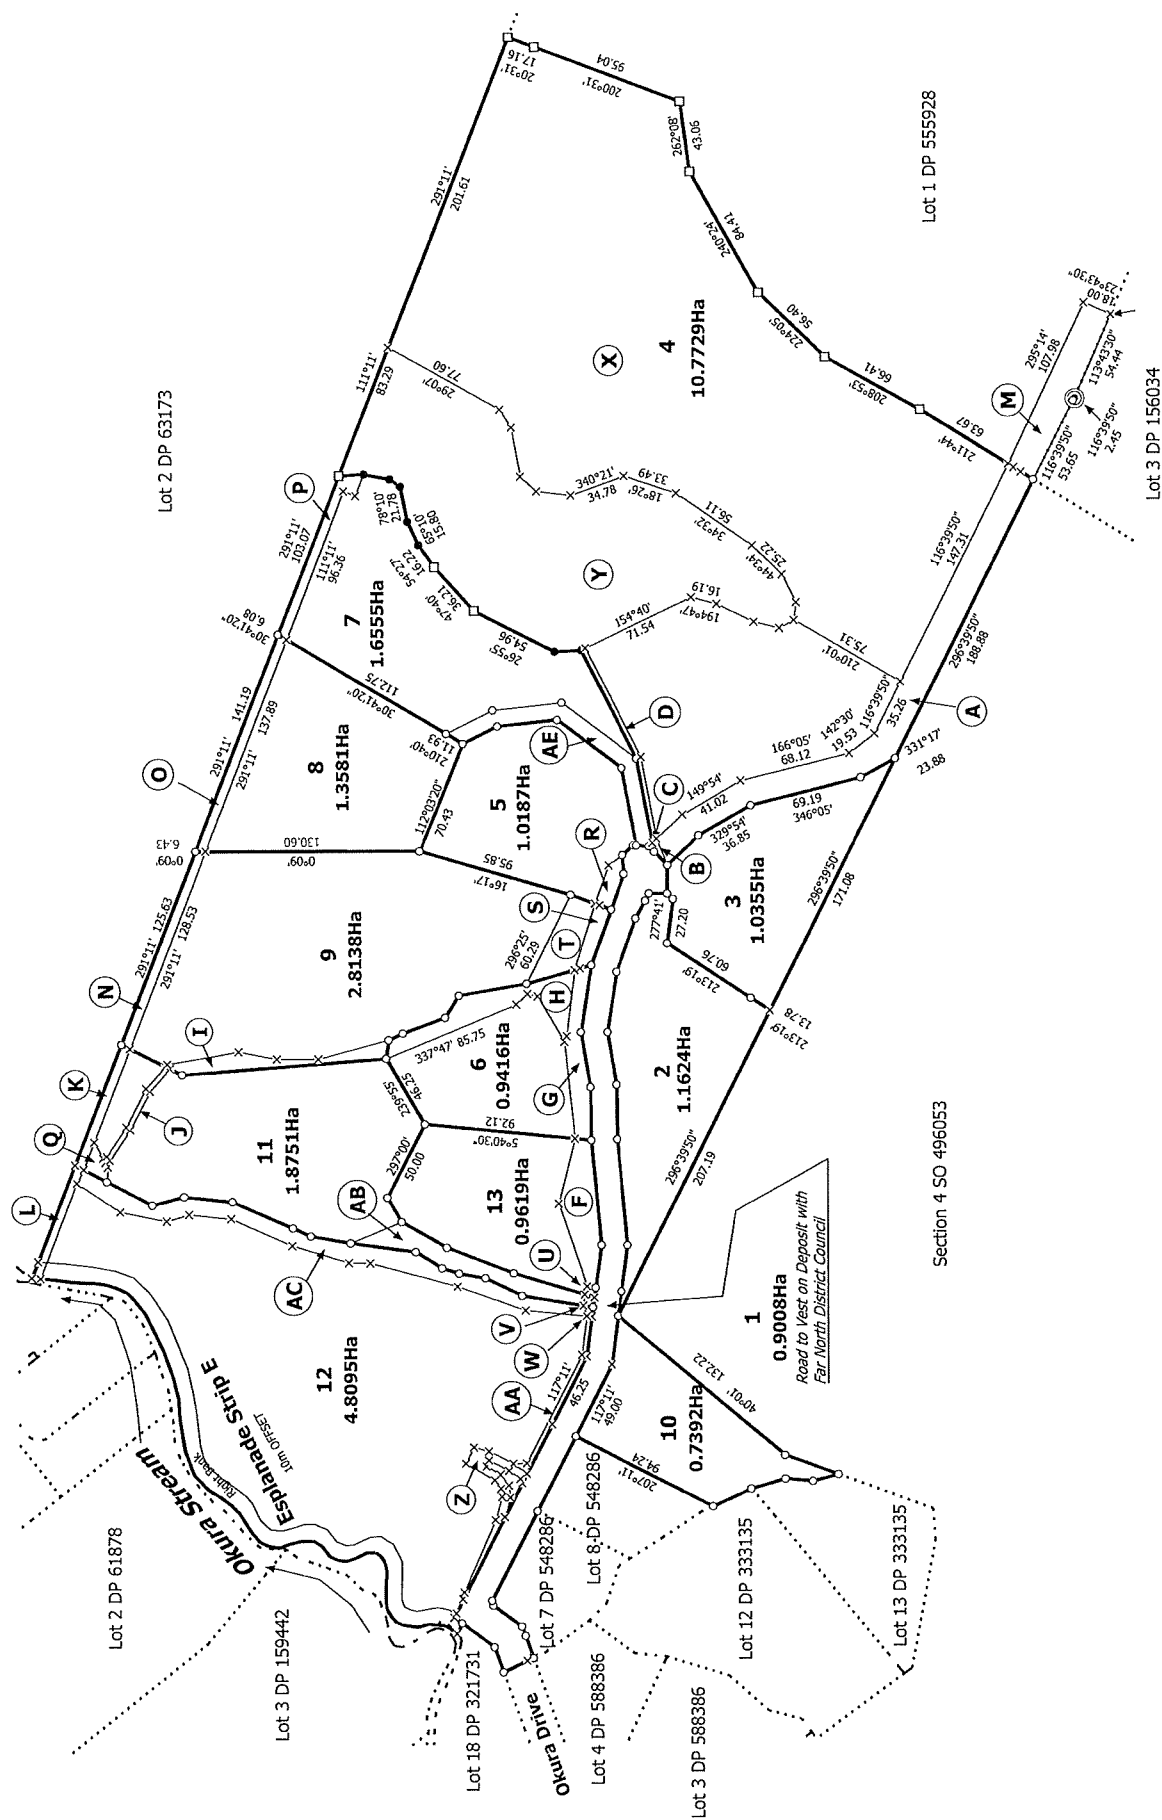 Lot 2 DP 61878
Lot 3 DP 159442
Lot 18 DP 321731
Okura Drive
Lot 4 DP 588386
Lot 3 DP 588386
Lot 7 DP 548286
Lot 8 DP 548286
Lot 12 DP 333135
Lot 13 DP 333135
Okura Stream
Right Bank
Esplanade Strip E
10m OFFSET
Lot 2 DP 63173
Lot 1 DP 555928
Lot 3 DP 156034
Section 4 SO 496053
1
0.9008Ha
Road to Vest on Deposit with
Far North District Council
2
1.1624Ha
3
1.0355Ha
4
10.7729Ha
5
1.0187Ha
6
0.9416Ha
7
1.6555Ha
8
1.3581Ha
9
2.8138Ha
10
0.7392Ha
11
1.8751Ha
12
4.8095Ha
13
0.9619Ha
L
Q
K
N
O
P
J
I
AC
AB
V
W
U
AA
Z
F
G
H
T
S
R
AE
B
C
D
A
M
X
Y
C
291°11'
125.63
291°11'
128.53
0°09'
6.43
291°11'
141.19
291°11'
137.89
30°41'20"
6.08
291°11'
103.07
111°11'
96.36
111°11'
83.29
291°11'
201.61
20°31'
17.16
200°31'
95.04
262°08'
43.06
240°24'
84.41
224°05'
56.40
208°53'
66.41
211°44'
63.67
295°14'
107.98
23°43'30"
18.00
113°43'30"
54.44
116°39'50"
2.45
116°39'50"
53.65
116°39'50"
147.31
296°39'50"
188.88
116°39'50"
35.26
142°30'
19.53
166°05'
68.12
149°54'
41.02
331°17'
23.88
69.19
346°05'
329°54'
36.85
296°39'50"
171.08
277°41'
27.20
60.76
213°19'
13.78
213°19'
296°39'50"
207.19
132.22
40°01'
94.24
207°11'
117°11'
49.00
117°11'
46.25
297°00'
50.00
239°55'
46.25
92.12
5°40'30"
337°47' 85.75
296°25'
60.29
95.85
16°17'
130.60
0°09'
112°03'20"
70.43
11.93
210°40'
112.75
30°41'20"
54.96
26°55'
36.21
47°40'
16.22
54°27'
15.80
65°10'
78°10'
21.78
77.60
29°07'
340°21'
34.78
33.49
18°26'
56.11
34°32'
25.22
44°34'
16.19
194°47'
154°40'
71.54
75.31
210°01'